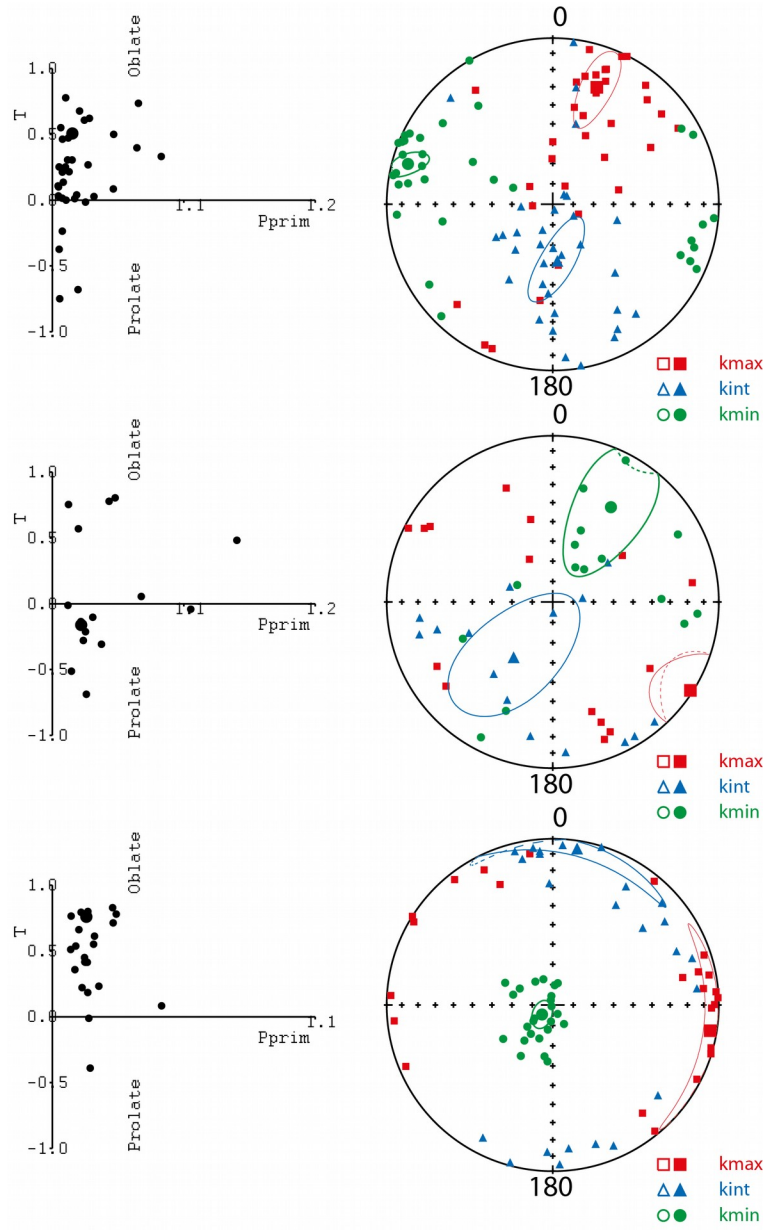 0
Oblate
1.0
T
0.5
0.0
1.1
1.2
Pprim
-0.5
Prolate
-1.0
kmax
kint
180
kmin
0
Oblate
1.0
T
0.5
0.0
1.1
1.2
Pprim
-0.5
Prolate
-1.0
kmax
180
kint
kmin
0
Oblate
1.0
T
0.5
0.0
1.1
Pprim
-0.5
Prolate
-1.0
kmax
180
kint
kmin